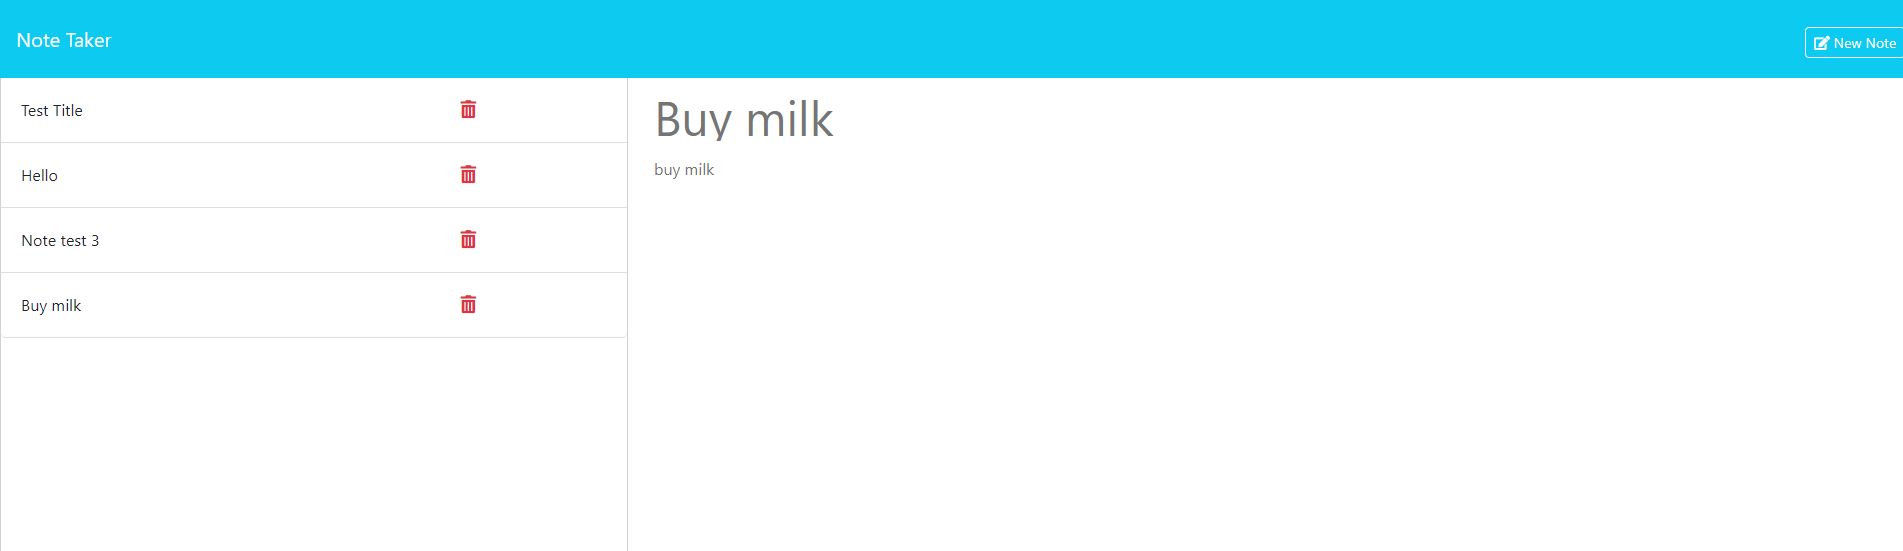 Note Taker
New Note
Test Title
Hello
Note test 3
Buy milk
Buy milk
buy milk